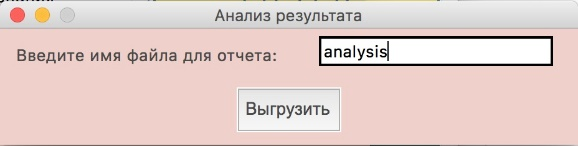 Анализ результата
Введите имя файла для отчета: analysis
Выгрузить